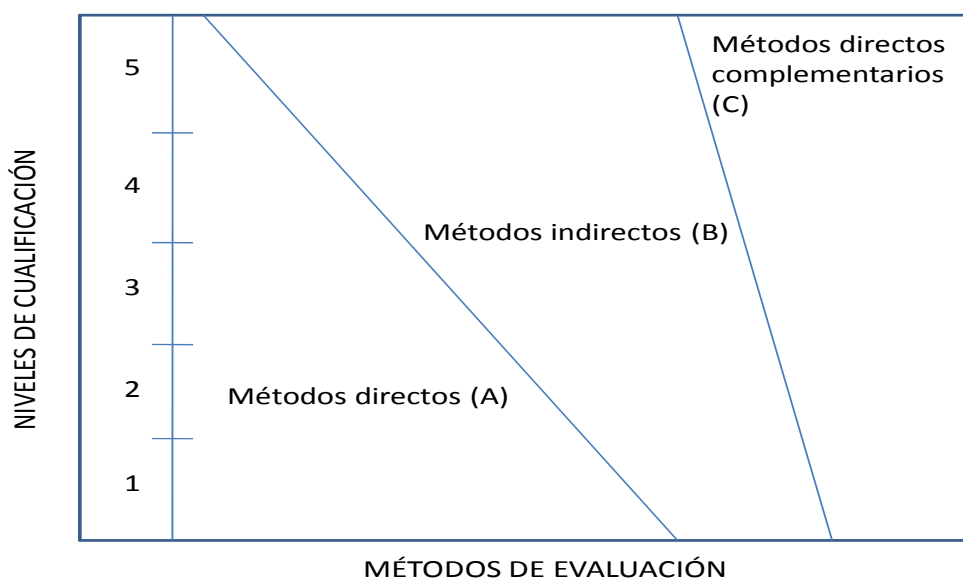 NIVELES DE CUALIFICACIÓN
5
4
3
2
1
Métodos directos
complementarios
(C)
Métodos indirectos (B)
Métodos directos (A)
MÉTODOS DE EVALUACIÓN